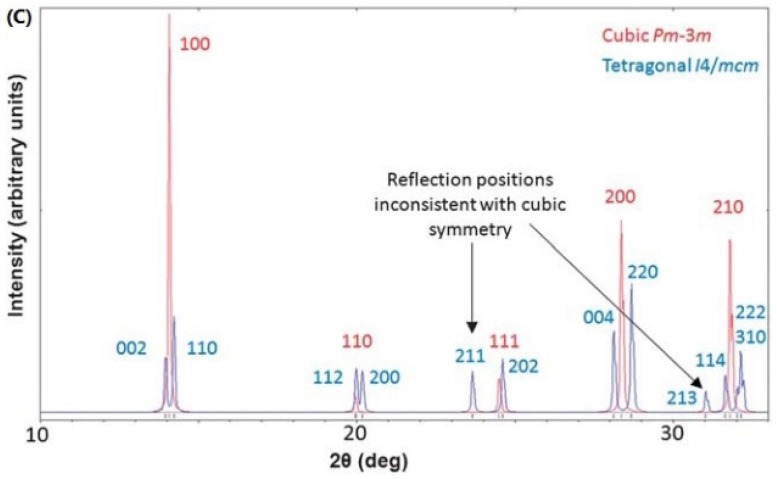 (C)
Cubic Pm-3m
Tetragonal I4/mcm
100
Reflection positions
inconsistent with cubic
symmetry
200
210
220
004
222
310
002
110
110
111
112
200
211
202
114
213
10
20
30
2θ (deg)
Intensity (arbitrary units)